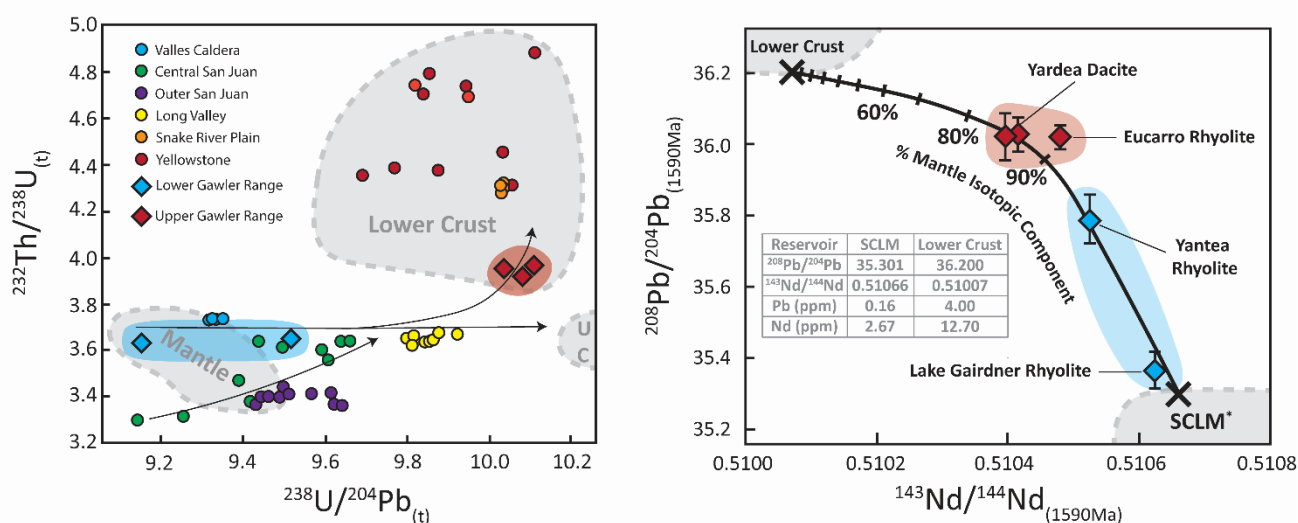 5.0
4.8
4.6
4.4
4.2
4.0
3.8
3.6
3.4
3.2
²³²Th/²³⁸U(t)
Valles Caldera
Central San Juan
Outer San Juan
Long Valley
Snake River Plain
Yellowstone
Lower Gawler Range
Upper Gawler Range
Lower Crust
Mantle
U
C
9.2 9.4 9.6 9.8 10.0 10.2
²³⁸U/²⁰⁴Pb(t)
36.2
36.0
35.8
35.6
35.4
35.2
²⁰⁸Pb/²⁰⁴Pb(1590Ma)
Lower Crust
Yardea Dacite
60%
80%
Eucarro Rhyolite
90%
% Mantle Isotopic Component
Yantea
Rhyolite
Reservoir SCLM Lower Crust
²⁰⁸Pb/²⁰⁴Pb 35.301 36.200
¹⁴³Nd/¹⁴⁴Nd 0.51066 0.51007
Pb (ppm) 0.16 4.00
Nd (ppm) 2.67 12.70
Lake Gairdner Rhyolite
SCLM*
0.5100 0.5102 0.5104 0.5106 0.5108
¹⁴³Nd/¹⁴⁴Nd(1590Ma)